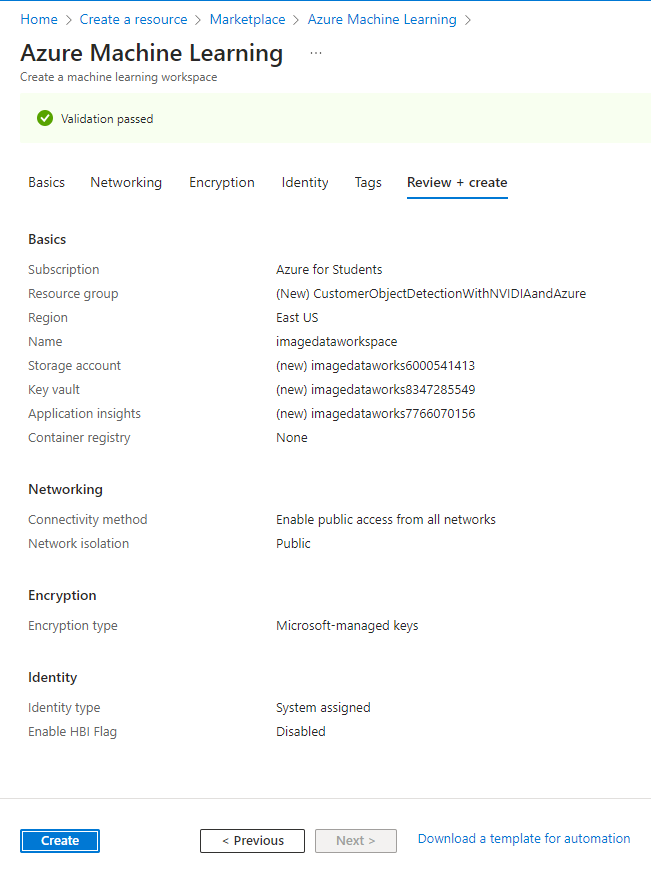 Home > Create a resource > Marketplace > Azure Machine Learning >
Azure Machine Learning ...
Create a machine learning workspace
Validation passed
Basics Networking Encryption Identity Tags Review + create
Basics
Subscription Azure for Students
Resource group (New) CustomerObjectDetectionWithNVIDIAandAzure
Region East US
Name imagedataworkspace
Storage account (new) imagedataworks6000541413
Key vault (new) imagedataworks8347285549
Application insights (new) imagedataworks7766070156
Container registry None
Networking
Connectivity method Enable public access from all networks
Network isolation Public
Encryption
Encryption type Microsoft-managed keys
Identity
Identity type System assigned
Enable HBI Flag Disabled
Create < Previous Next > Download a template for automation